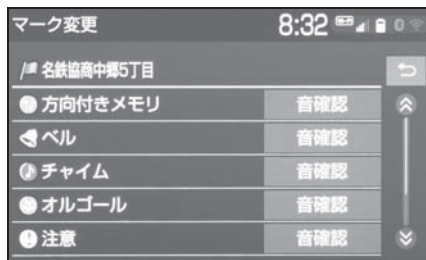 マーク変更 8:32
名鉄協商中郷5丁目
方向付きメモリ 音確認
ベル 音確認
チャイム 音確認
オルゴール 音確認
注意 音確認